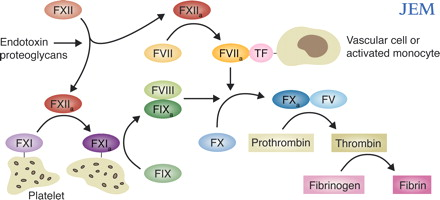 FXII
FXIIa
JEM
Endotoxin
proteoglycans
FVII
FVIIa
TF
Vascular cell or
activated monocyte
FXIIa
FVIII
FIXa
FXa
FV
FXI
FXIa
FIX
FX
Prothrombin
Thrombin
Platelet
Fibrinogen
Fibrin